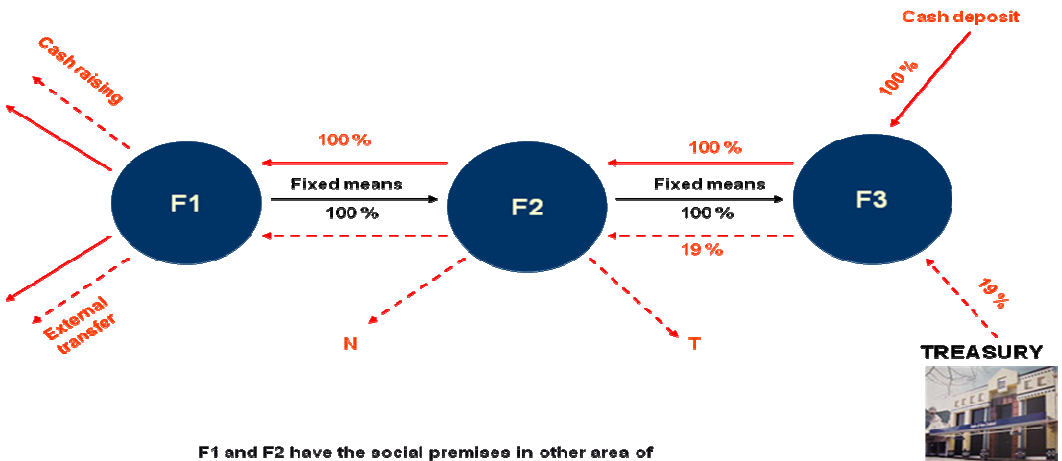 Cash deposit
Cash raising
100 %
100 %
100 %
Fixed means
Fixed means
F1
F2
F3
100 %
100 %
19 %
19 %
External
transfer
N
T
TREASURY
F1 and F2 have the social premises in other area of